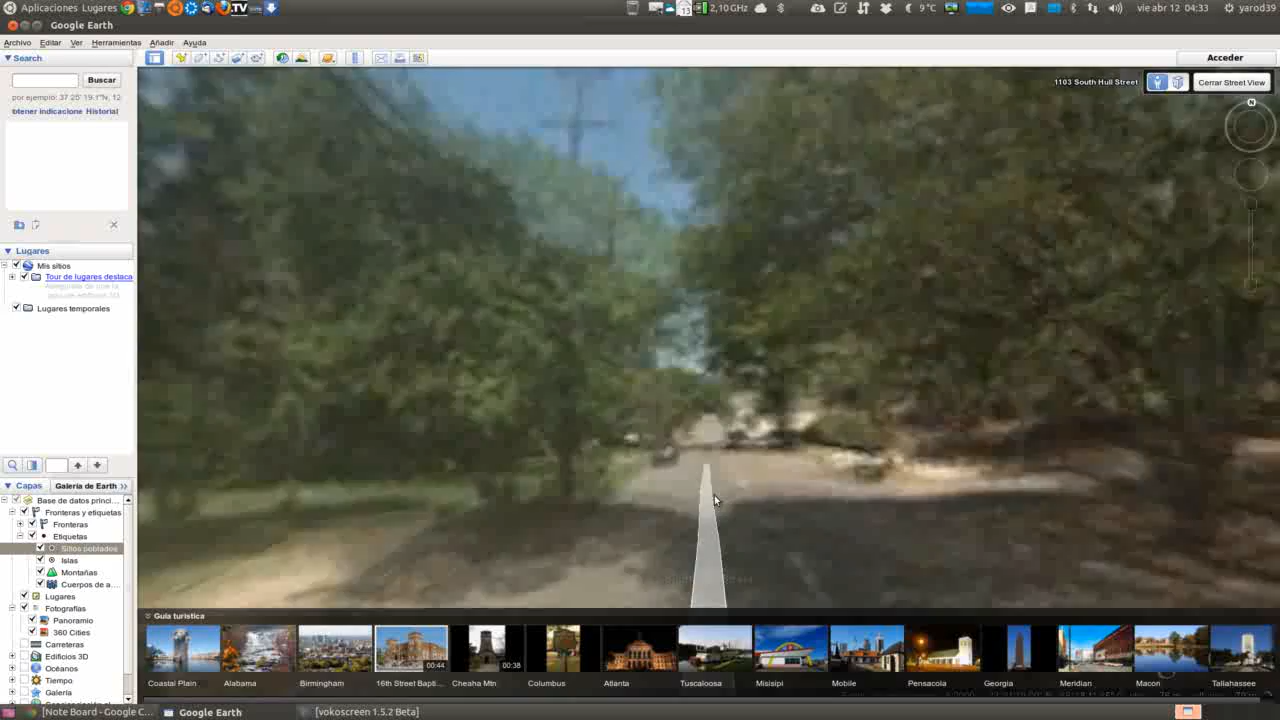 Aplicaciones Lugares
TV
13
2,10 GHz
9 °C
vie abr 12 04:33
yarod39
Google Earth
Archivo Editar Ver Herramientas Añadir Ayuda
Search
Acceder
Buscar
por ejemplo: 37 25' 19.1"N, 12
btener indicacione Historial
1103 South Hull Street
Cerrar Street View
N
Lugares
Mis sitios
Tour de lugares destaca
Lugares temporales
Capas
Galería de Earth >>
Base de datos princi...
Fronteras y etiquetas
Fronteras
Etiquetas
Sitios poblados
Islas
Montañas
Cuerpos de a...
Lugares
Fotografías
Panoramio
360 Cities
Carreteras
Edificios 3D
Océanos
Tiempo
Galería
Guía turística
00:44
00:38
Coastal Plain
Alabama
Birmingham
16th Street Bapti...
Cheaha Mtn
Columbus
Atlanta
Tuscaloosa
Misisipi
Mobile
Pensacola
Georgia
Meridian
Macon
Tallahassee
[Note Board - Google C...
Google Earth
[vokoscreen 1.5.2 Beta]